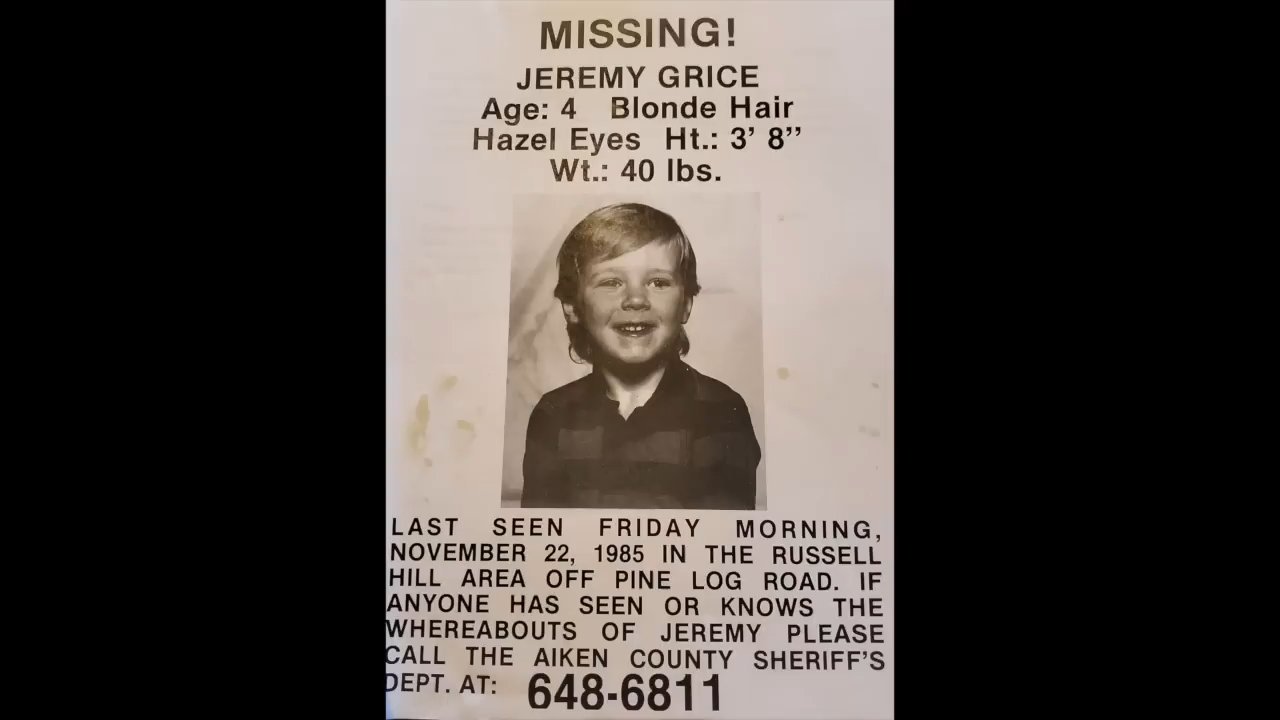 MISSING!
JEREMY GRICE
Age: 4 Blonde Hair
Hazel Eyes Ht.: 3' 8''
Wt.: 40 lbs.
LAST SEEN FRIDAY MORNING,
NOVEMBER 22, 1985 IN THE RUSSELL
HILL AREA OFF PINE LOG ROAD. IF
ANYONE HAS SEEN OR KNOWS THE
WHEREABOUTS OF JEREMY PLEASE
CALL THE AIKEN COUNTY SHERIFF'S
DEPT. AT: 648-6811